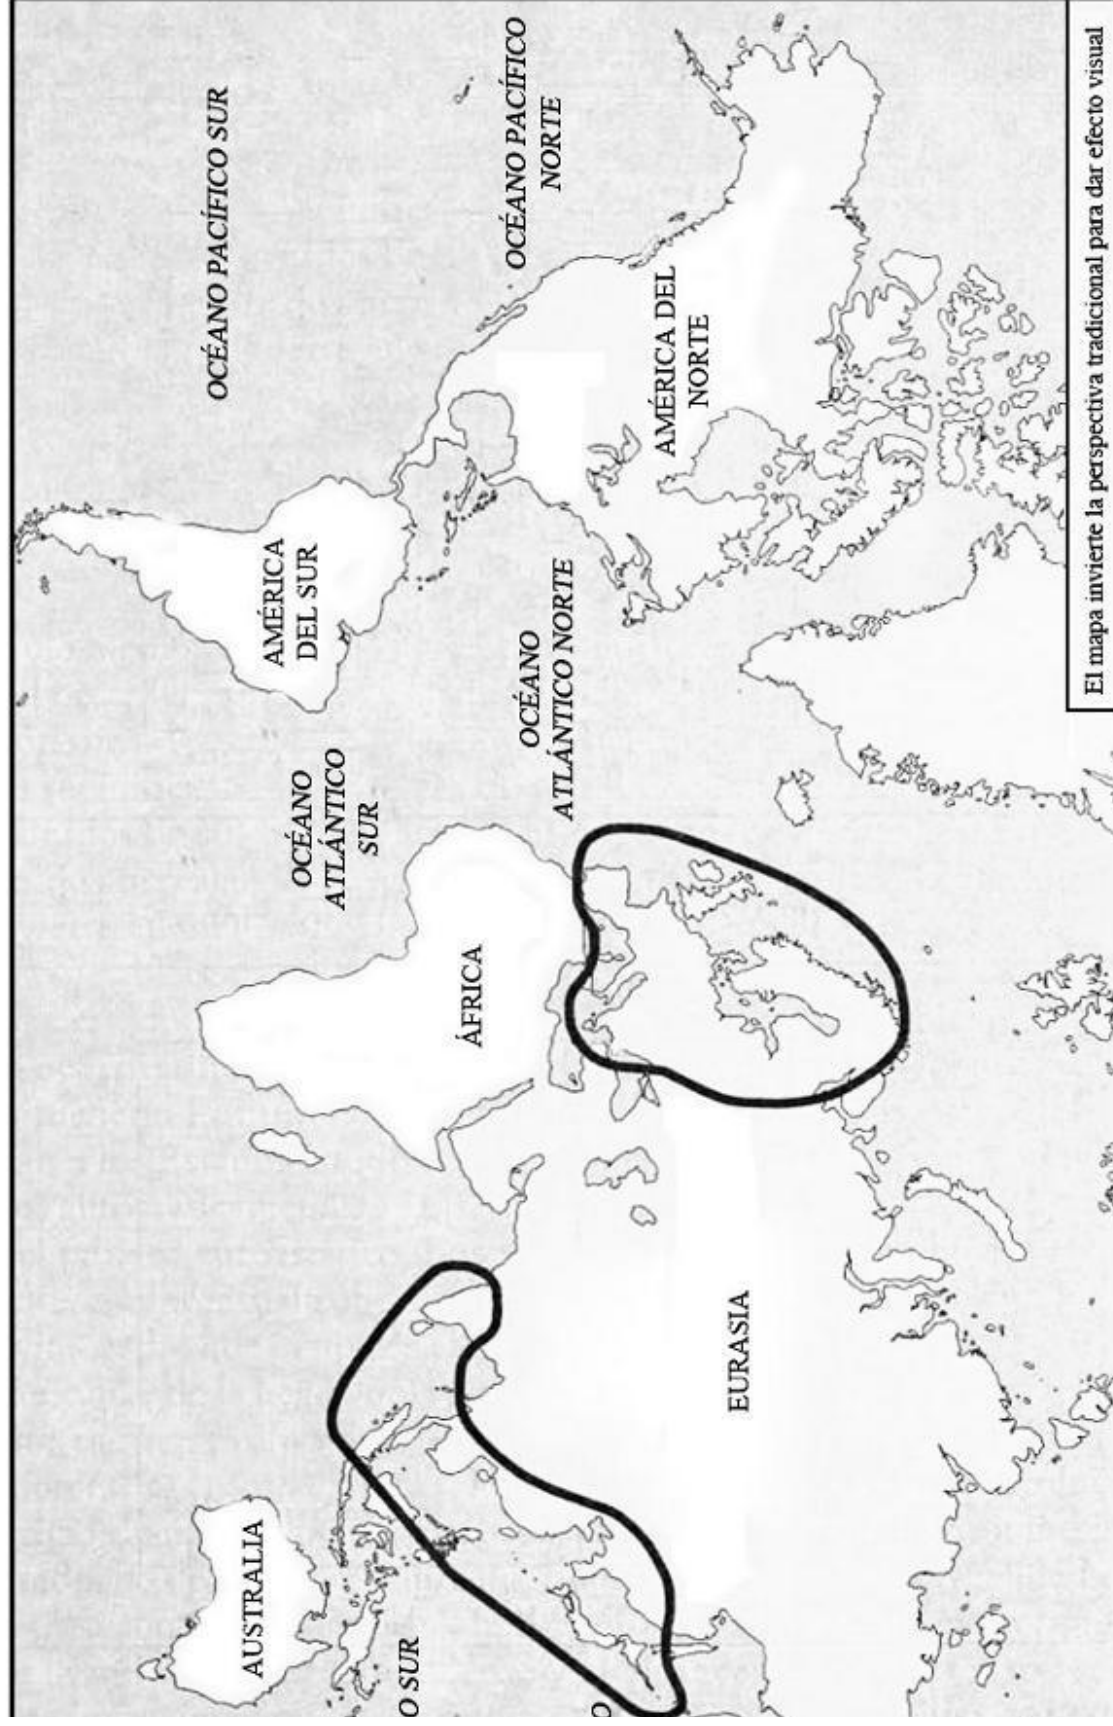 OCÉANO PACÍFICO SUR
AUSTRALIA
AMÉRICA
DEL SUR
OCÉANO
ATLÁNTICO
SUR
O SUR
ÁFRICA
OCÉANO PACÍFICO
NORTE
OCÉANO
ATLÁNTICO NORTE
O
AMÉRICA DEL
NORTE
EURASIA
El mapa invierte la perspectiva tradicional para dar efecto visual